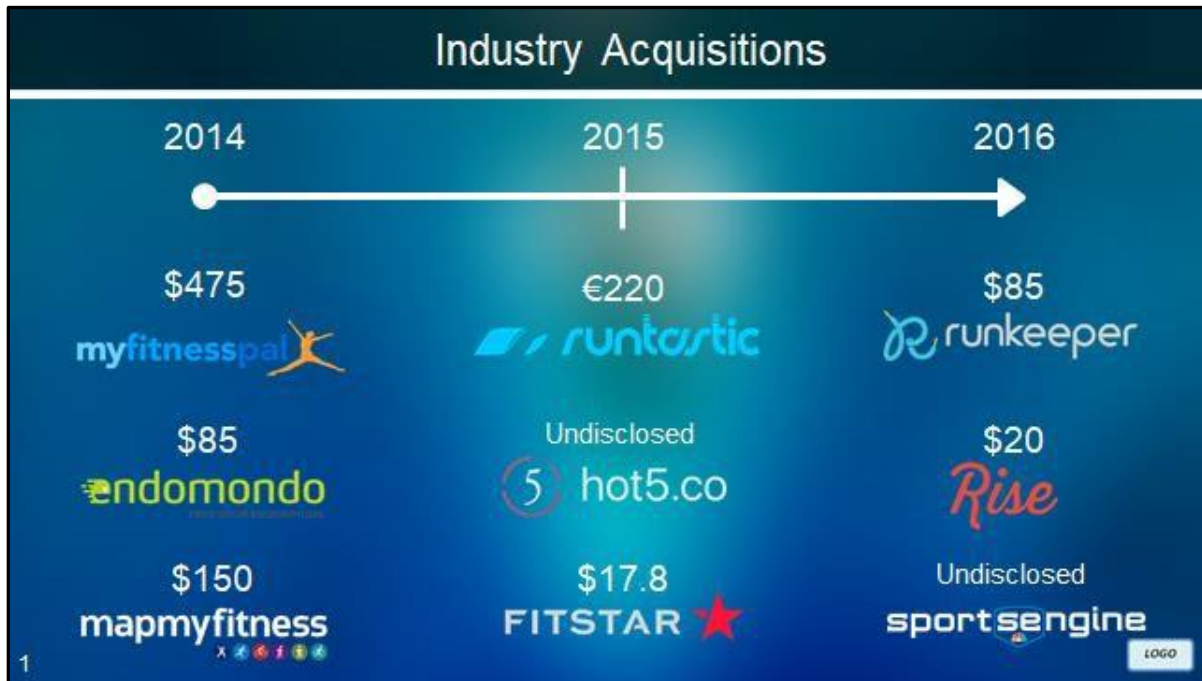 Industry Acquisitions
2014 2015 2016
$475 €220 $85
myfitnesspal runtastic runkeeper
$85 Undisclosed $20
endomondo 5 hot5.co Rise
$150 $17.8 Undisclosed
mapmyfitness FITSTAR sportsengine
1 LOGO